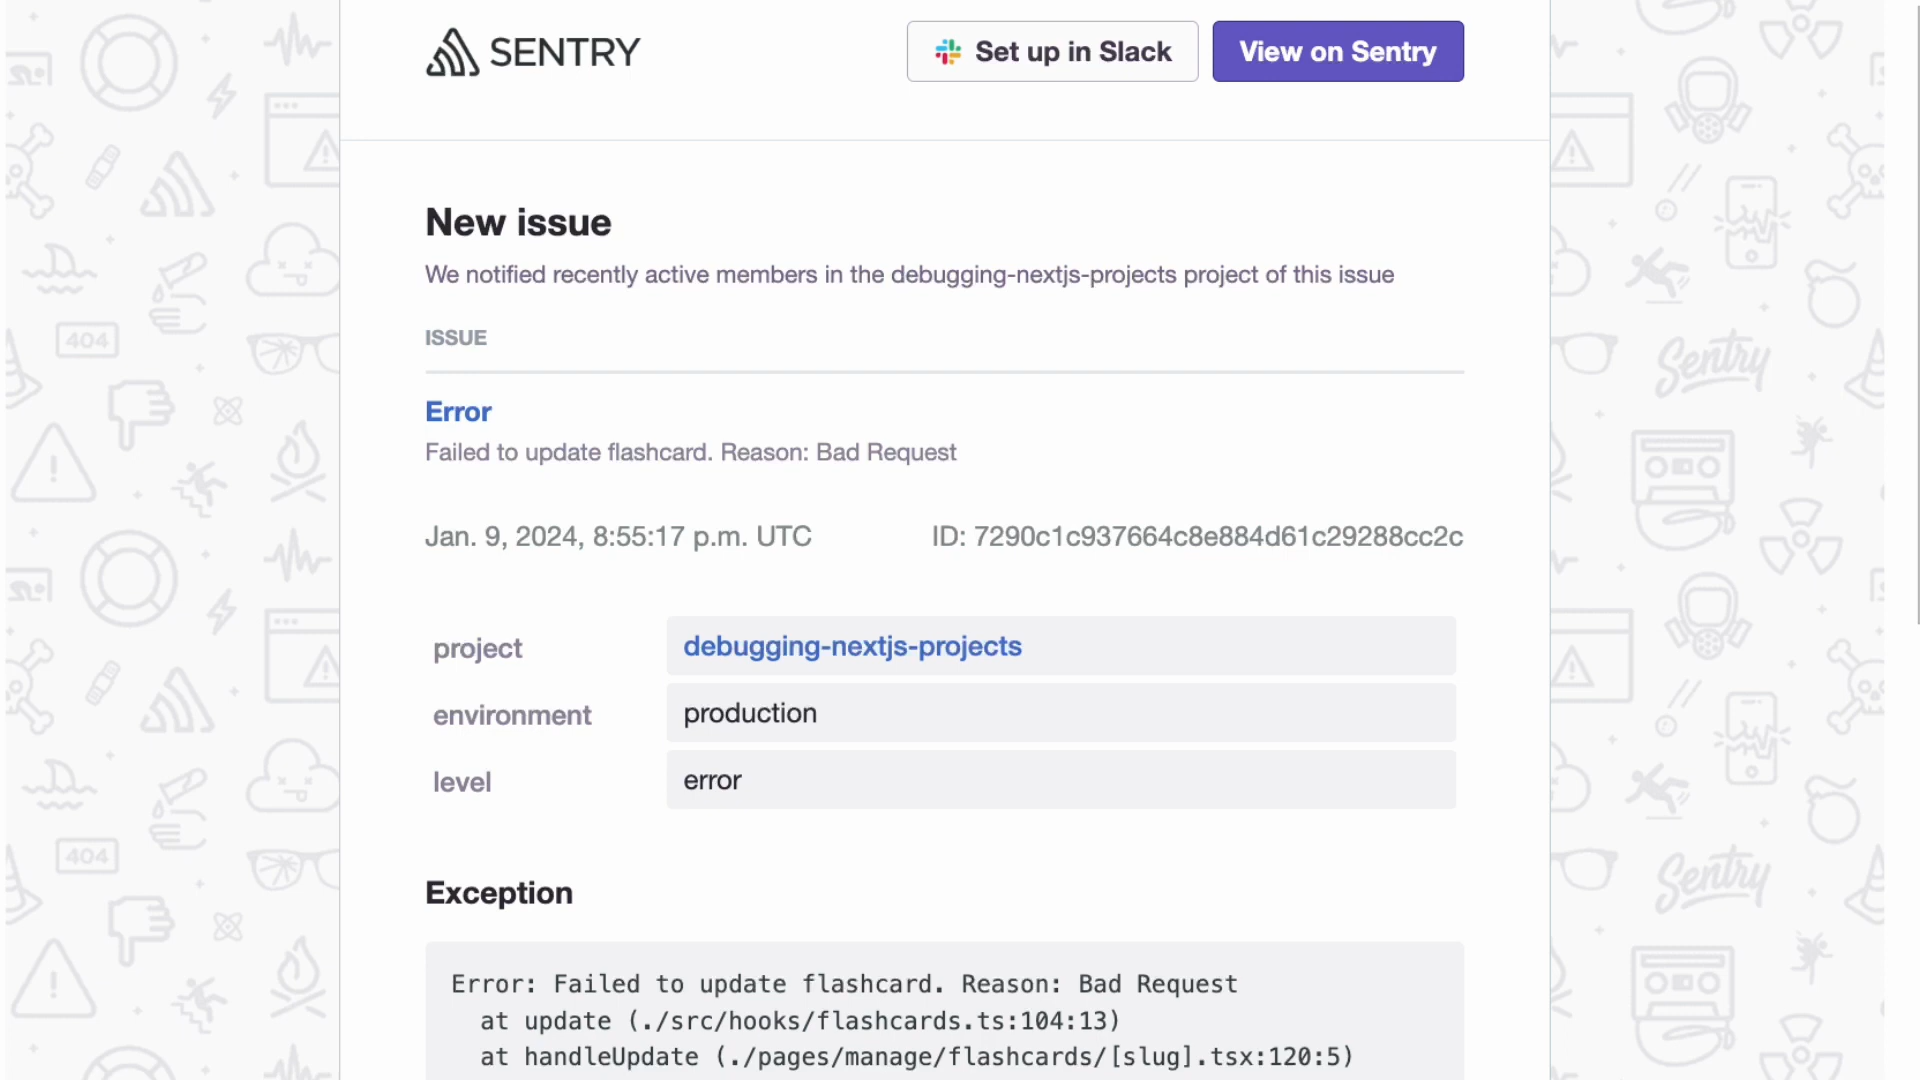 SENTRY
Set up in Slack
View on Sentry
New issue
We notified recently active members in the debugging-nextjs-projects project of this issue
ISSUE
Error
Failed to update flashcard. Reason: Bad Request
Jan. 9, 2024, 8:55:17 p.m. UTC
ID: 7290c1c937664c8e884d61c29288cc2c
project
debugging-nextjs-projects
environment
production
level
error
Exception
Error: Failed to update flashcard. Reason: Bad Request
at update (./src/hooks/flashcards.ts:104:13)
at handleUpdate (./pages/manage/flashcards/[slug].tsx:120:5)
404
Sentry
404
Sentry